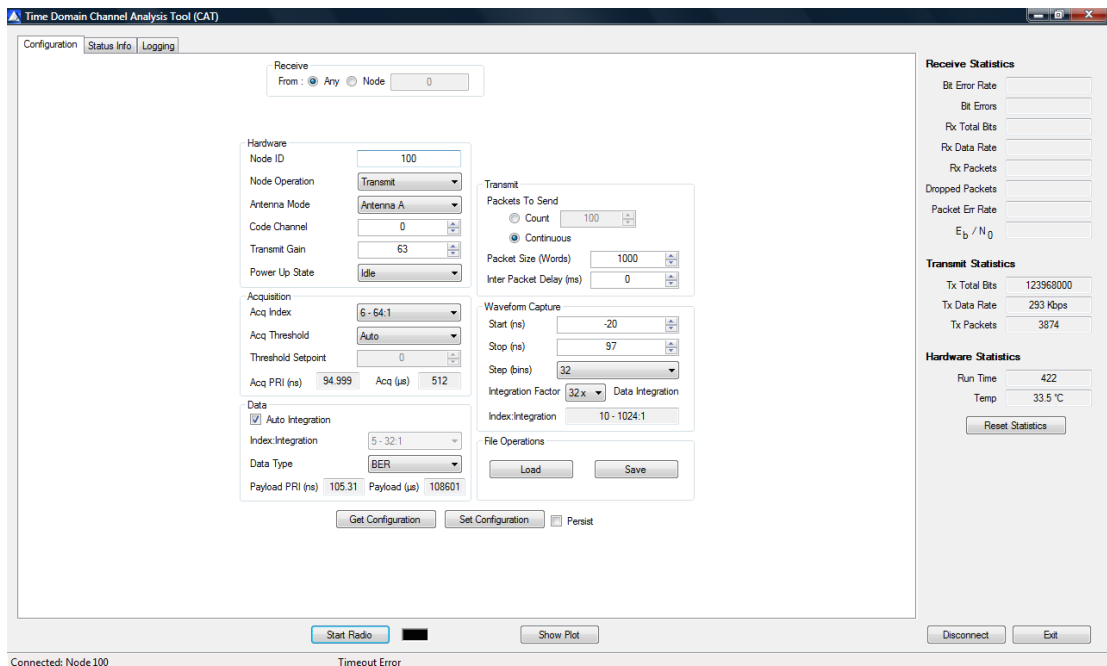 Time Domain Channel Analysis Tool (CAT)
Configuration Status Info Logging
Receive
From : Any Node 0
Hardware
Node ID 100
Node Operation Transmit
Antenna Mode Antenna A
Code Channel 0
Transmit Gain 63
Power Up State Idle
Acquisition
Acq Index 6 - 64:1
Acq Threshold Auto
Threshold Setpoint 0
Acq PRI (ns) 94.999 Acq (µs) 512
Data
Auto Integration
Index:Integration 5 - 32:1
Data Type BER
Payload PRI (ns) 105.31 Payload (µs) 108601
Transmit
Packets To Send
Count 100
Continuous
Packet Size (Words) 1000
Inter Packet Delay (ms) 0
Waveform Capture
Start (ns) -20
Stop (ns) 97
Step (bins) 32
Integration Factor 32 x Data Integration
Index:Integration 10 - 1024:1
File Operations
Load Save
Get Configuration Set Configuration Persist
Receive Statistics
Bit Error Rate
Bit Errors
Rx Total Bits
Rx Data Rate
Rx Packets
Dropped Packets
Packet Err Rate
Eb / N0
Transmit Statistics
Tx Total Bits 123968000
Tx Data Rate 293 Kbps
Tx Packets 3874
Hardware Statistics
Run Time 422
Temp 33.5 °C
Reset Statistics
Start Radio Show Plot Disconnect Exit
Connected: Node 100 Timeout Error